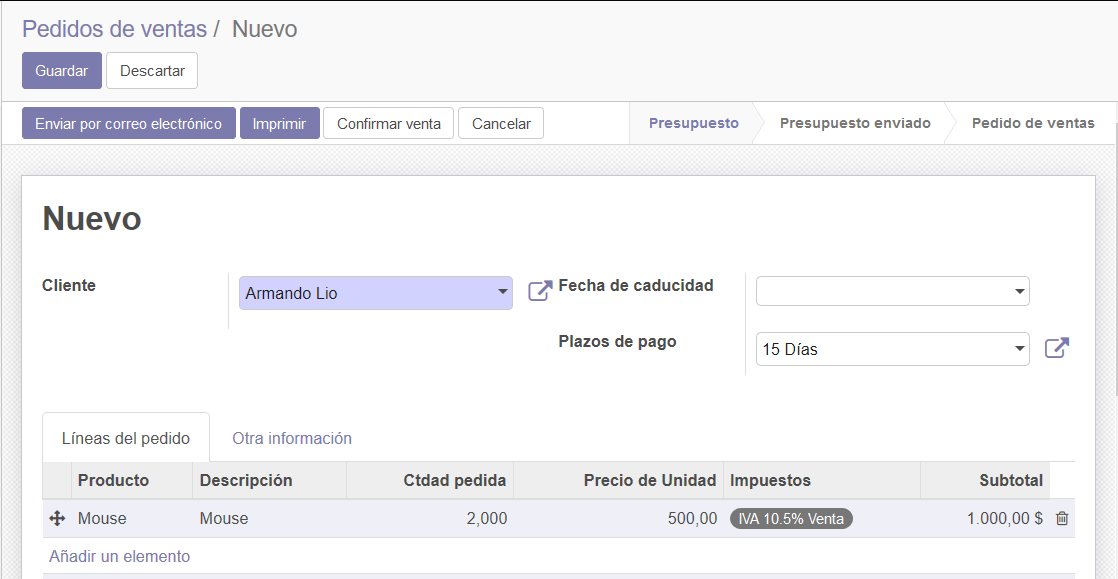 Pedidos de ventas / Nuevo
Guardar Descartar
Enviar por correo electrónico Imprimir Confirmar venta Cancelar Presupuesto Presupuesto enviado Pedido de ventas
Nuevo
Cliente Armando Lio Fecha de caducidad
Plazos de pago 15 Días
Líneas del pedido Otra información
Producto Descripción Ctdad pedida Precio de Unidad Impuestos Subtotal
Mouse Mouse 2,000 500,00 IVA 10.5% Venta 1.000,00 $
Añadir un elemento